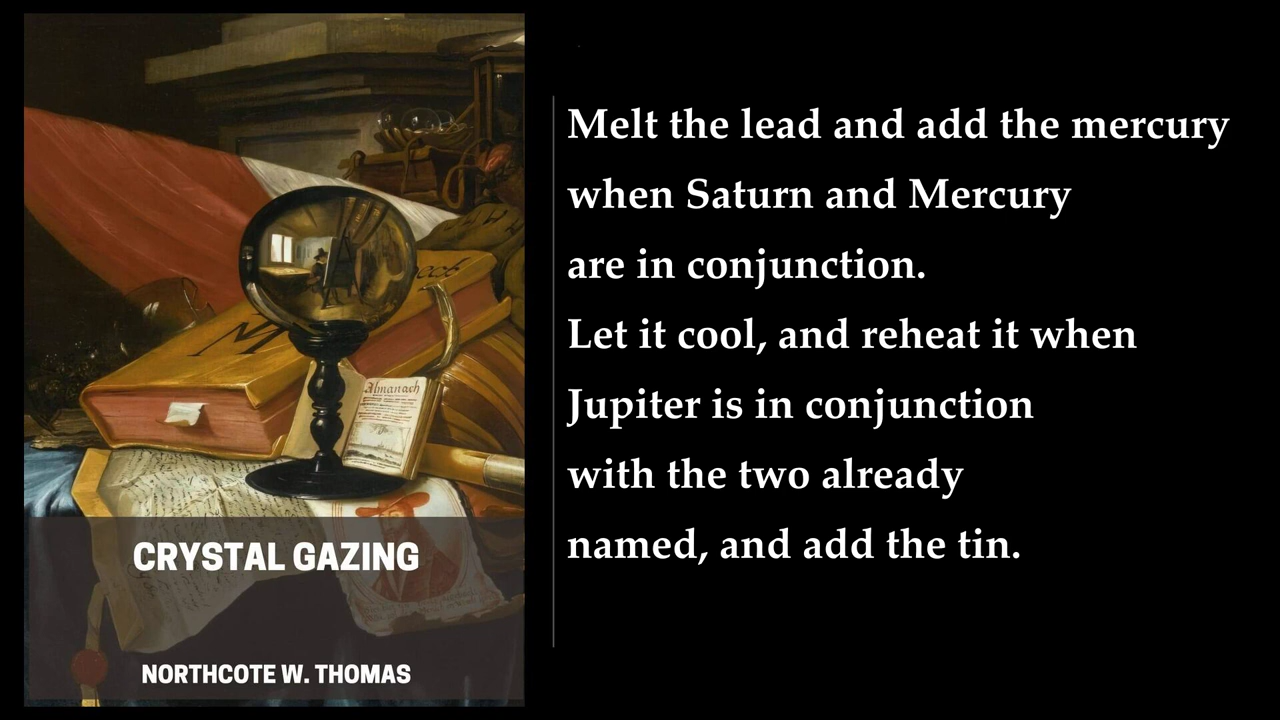 Almanach
CRYSTAL GAZING
NORTHCOTE W. THOMAS
Melt the lead and add the mercury
when Saturn and Mercury
are in conjunction.
Let it cool, and reheat it when
Jupiter is in conjunction
with the two already
named, and add the tin.